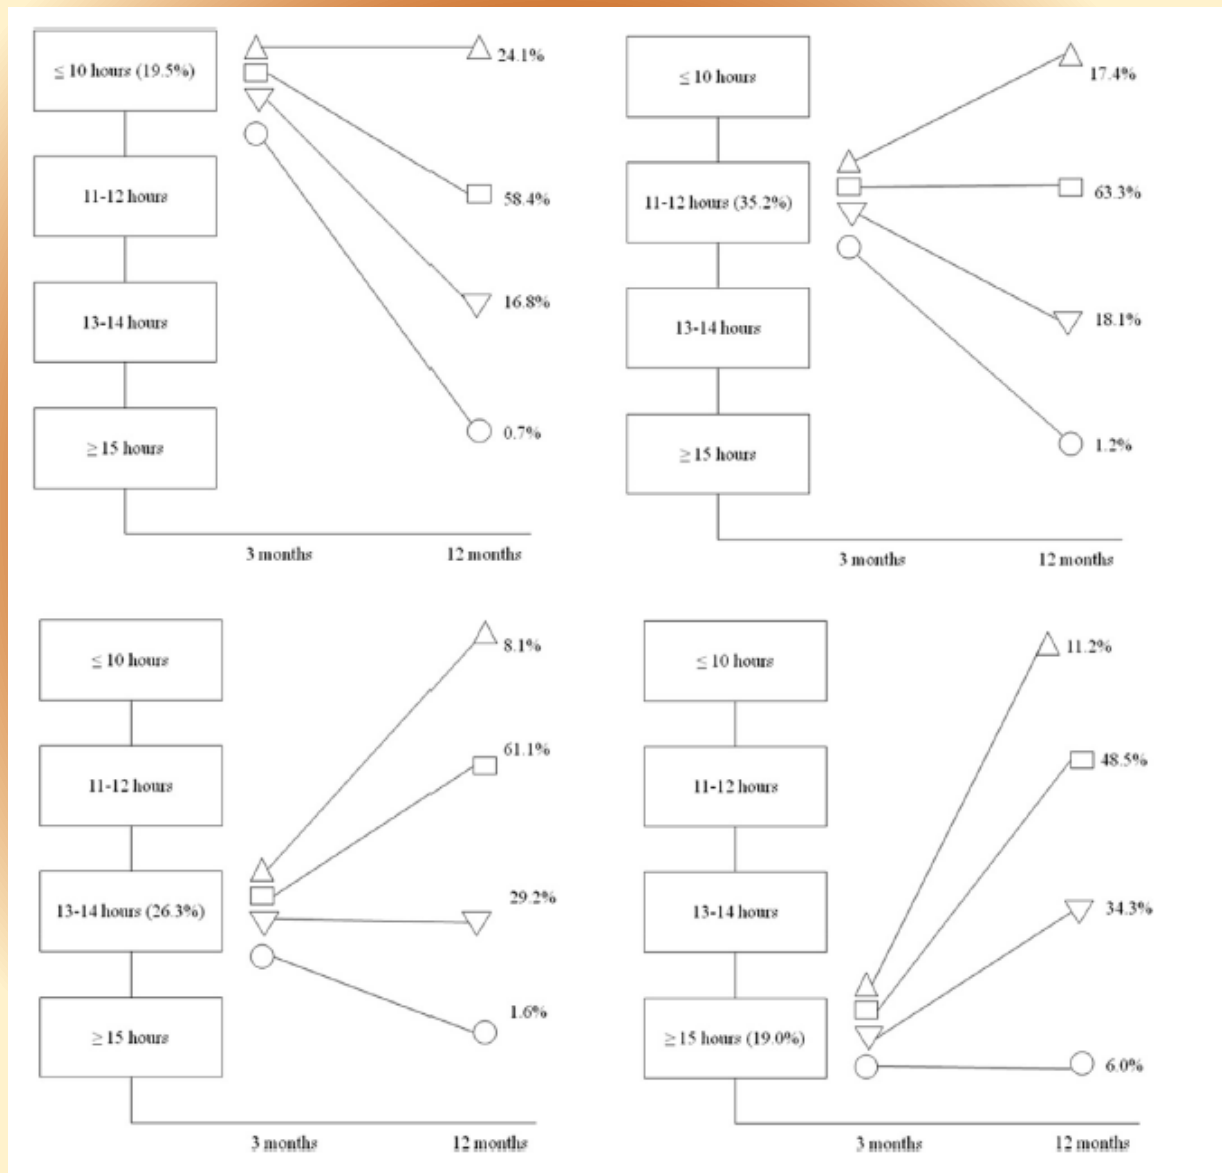 ≤ 10 hours (19.5%)
11-12 hours
13-14 hours
≥ 15 hours
24.1%
58.4%
16.8%
0.7%
3 months
12 months
≤ 10 hours
11-12 hours (35.2%)
13-14 hours
≥ 15 hours
17.4%
63.3%
18.1%
1.2%
3 months
12 months
≤ 10 hours
11-12 hours
13-14 hours (26.3%)
≥ 15 hours
8.1%
61.1%
29.2%
1.6%
3 months
12 months
≤ 10 hours
11-12 hours
13-14 hours
≥ 15 hours (19.0%)
11.2%
48.5%
34.3%
6.0%
3 months
12 months